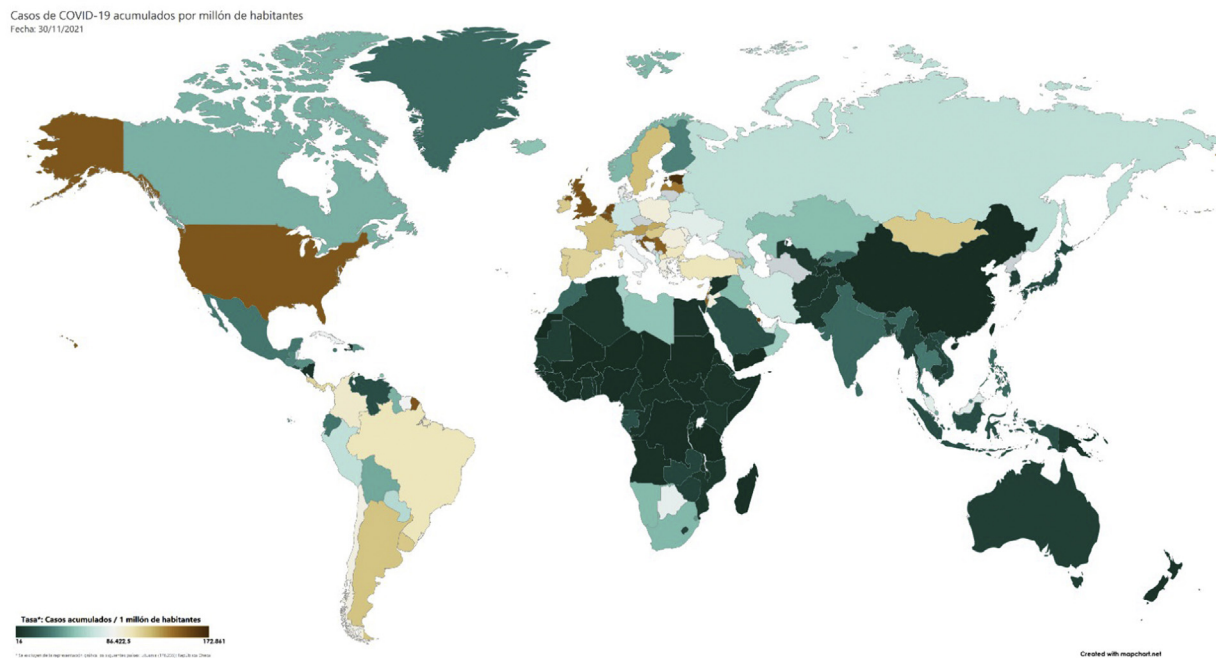 Casos de COVID-19 acumulados por millón de habitantes
Fecha: 30/11/2021
Tasa*: Casos acumulados / 1 millón de habitantes
16 86.422,5 172.861
Created with mapchart.net